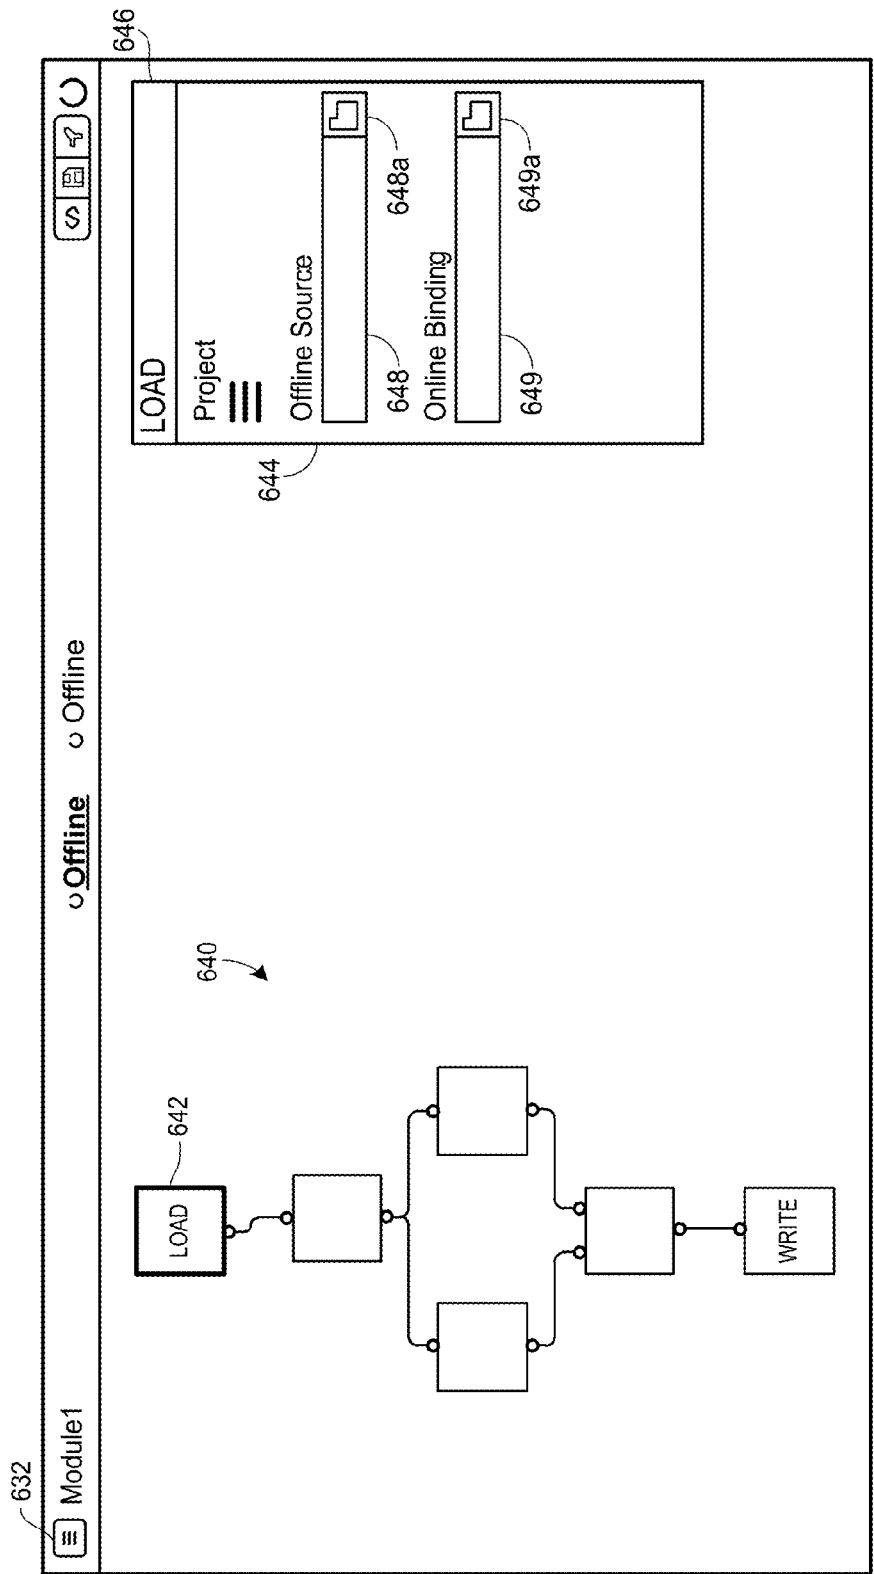 632
Module1
Offline
Offline
646
LOAD
644
Project
Offline Source
648
648a
Online Binding
649
649a
640
642
LOAD
WRITE